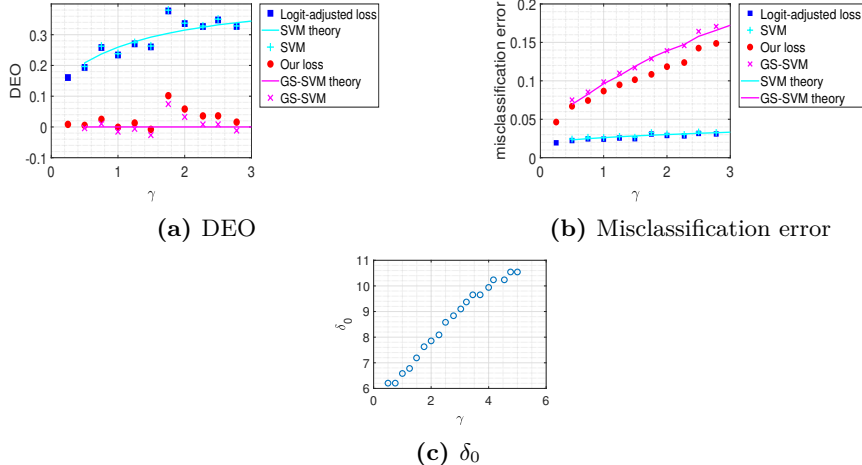 DEO
0.3
0.2
0.1
0
-0.1
0 1 2 3
γ
Logit-adjusted loss
SVM theory
SVM
Our loss
GS-SVM theory
GS-SVM
(a) DEO
misclassification error
0.2
0.15
0.1
0.05
0
0 1 2 3
γ
Logit-adjusted loss
SVM
Our loss
GS-SVM
SVM theory
GS-SVM theory
(b) Misclassification error
δ0
11
10
9
8
7
6
0 2 4 6
γ
(c) δ0